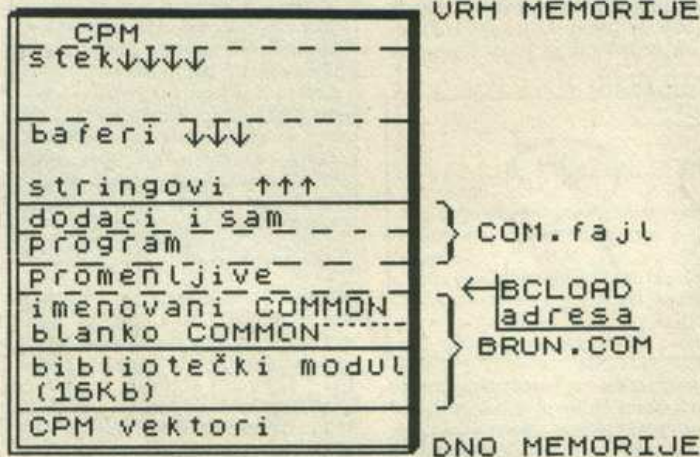 VRH MEMORIJE
CPM
stek↓↓↓↓
baferi ↓↓↓
stringovi ↑↑↑
dodaci i sam
program
COM.fajl
promenljive
imenovani COMMON
blanko COMMON
←BCLOAD
adresa
BRUN.COM
bibliotečki modul
(16Kb)
CPM vektori
DNO MEMORIJE